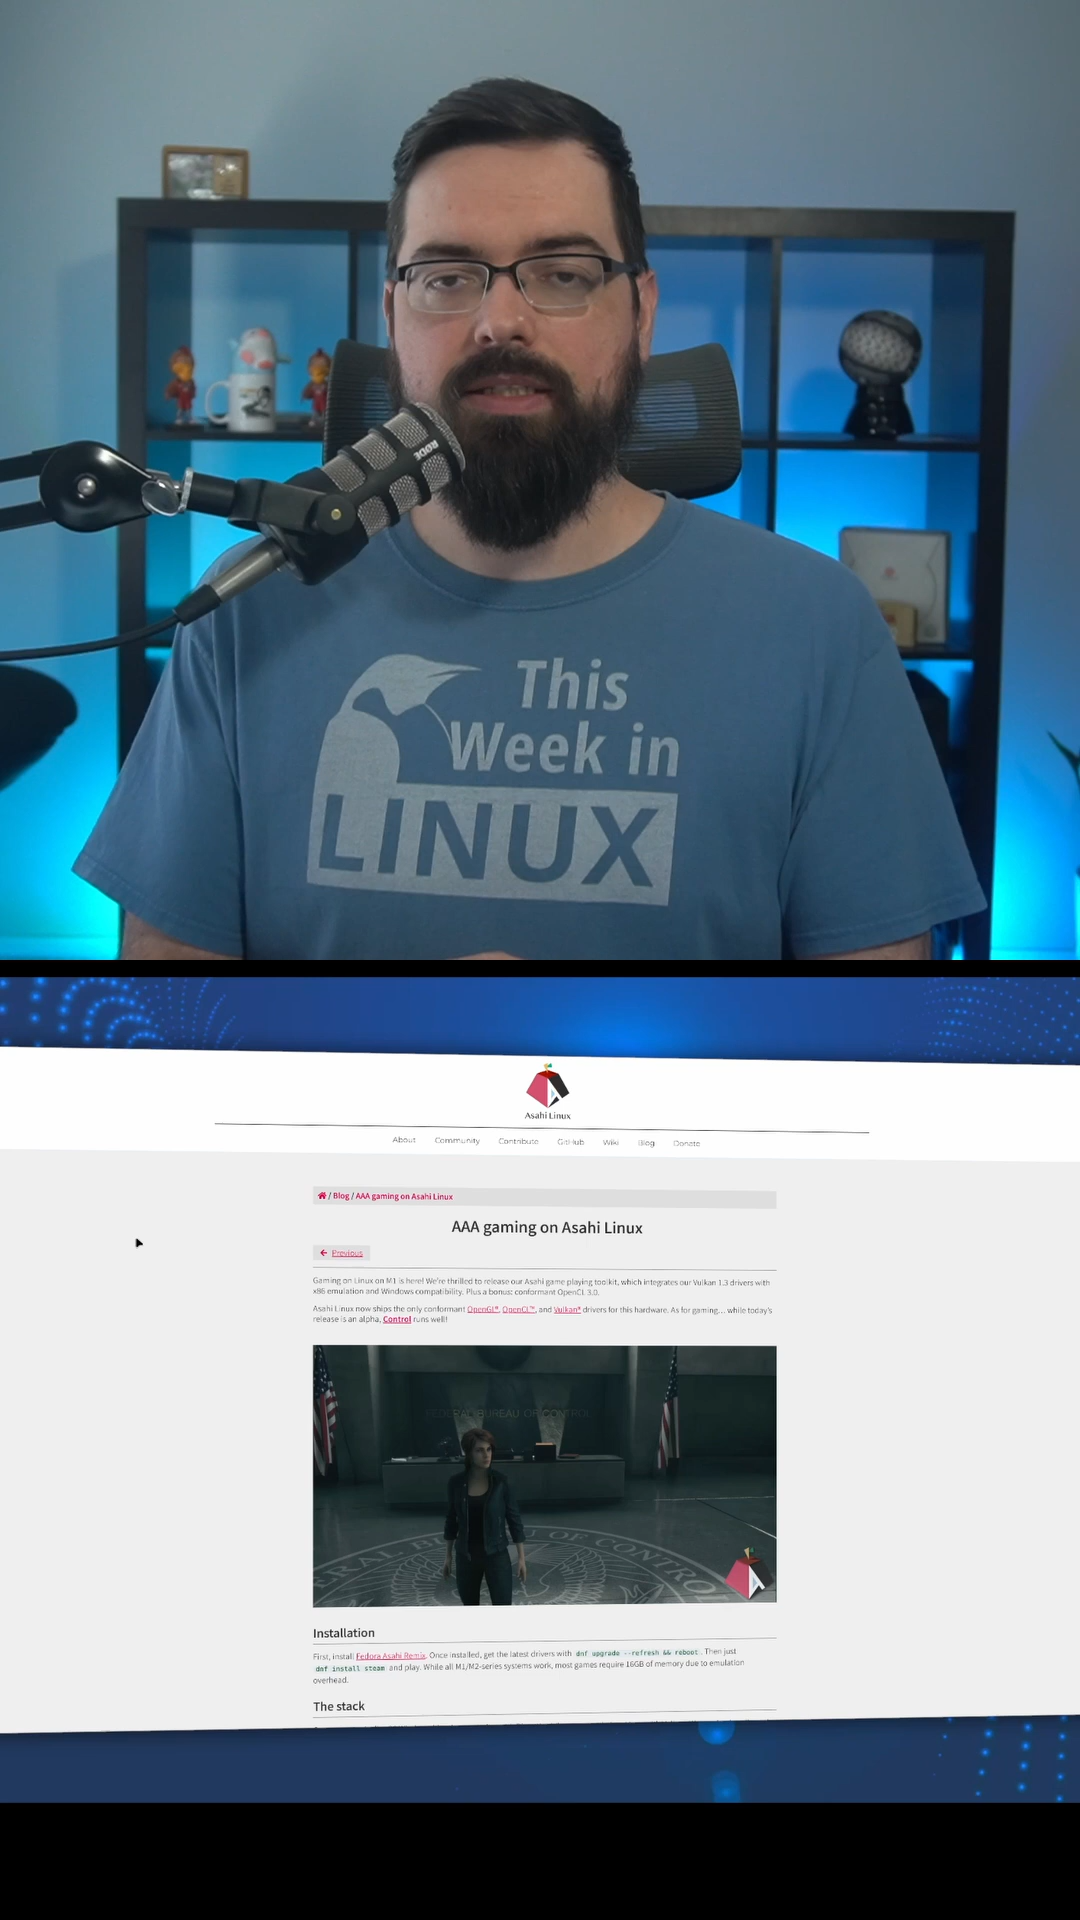 RØDE
This
Week in
LINUX
Asahi Linux
About Community Contribute GitHub Wiki Blog Donate
/ Blog / AAA gaming on Asahi Linux
AAA gaming on Asahi Linux
Previous
Gaming on Linux on M1 is here! We're thrilled to release our Asahi game playing toolkit, which integrates our Vulkan 1.3 drivers with
x86 emulation and Windows compatibility. Plus a bonus: conformant OpenCL 3.0.
Asahi Linux now ships the only conformant OpenGL®, OpenCL™, and Vulkan® drivers for this hardware. As for gaming... while today's
release is an alpha, Control runs well!
FEDERAL BUREAU OF CONTROL
Installation
First, install Fedora Asahi Remix. Once installed, get the latest drivers with dnf upgrade --refresh && reboot. Then just
dnf install steam and play. While all M1/M2-series systems work, most games require 16GB of memory due to emulation
overhead.
The stack